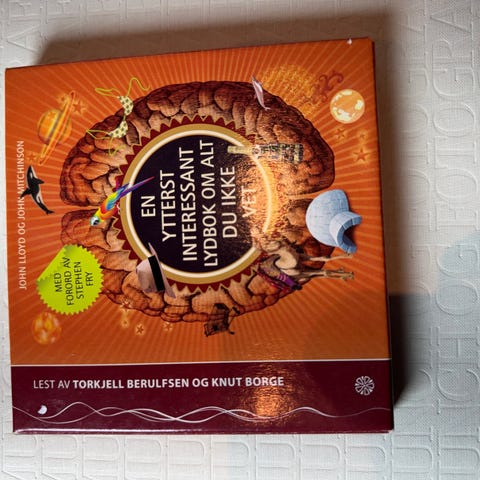 JOHN LLOYD OG JOHN MITCHINSON
EN
YTTERST
INTERESSANT
LYDBOK OM ALT
DU IKKE
VET
MED
FORORD AV
STEPHEN
FRY
LEST AV TORKJELL BERULFSEN OG KNUT BORGE